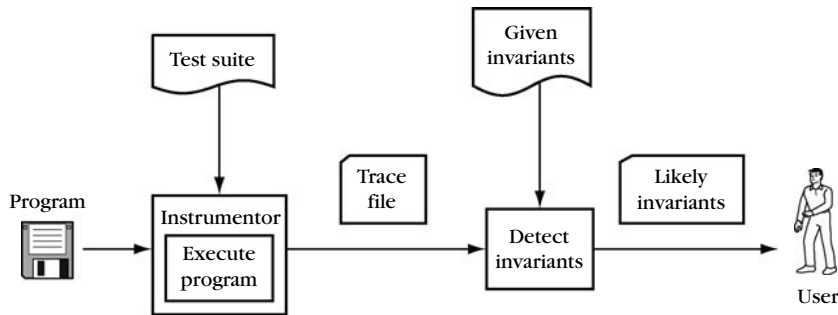 Test suite
Given
invariants
Trace
file
Likely
invariants
Program
Instrumentor
Execute
program
Detect
invariants
User